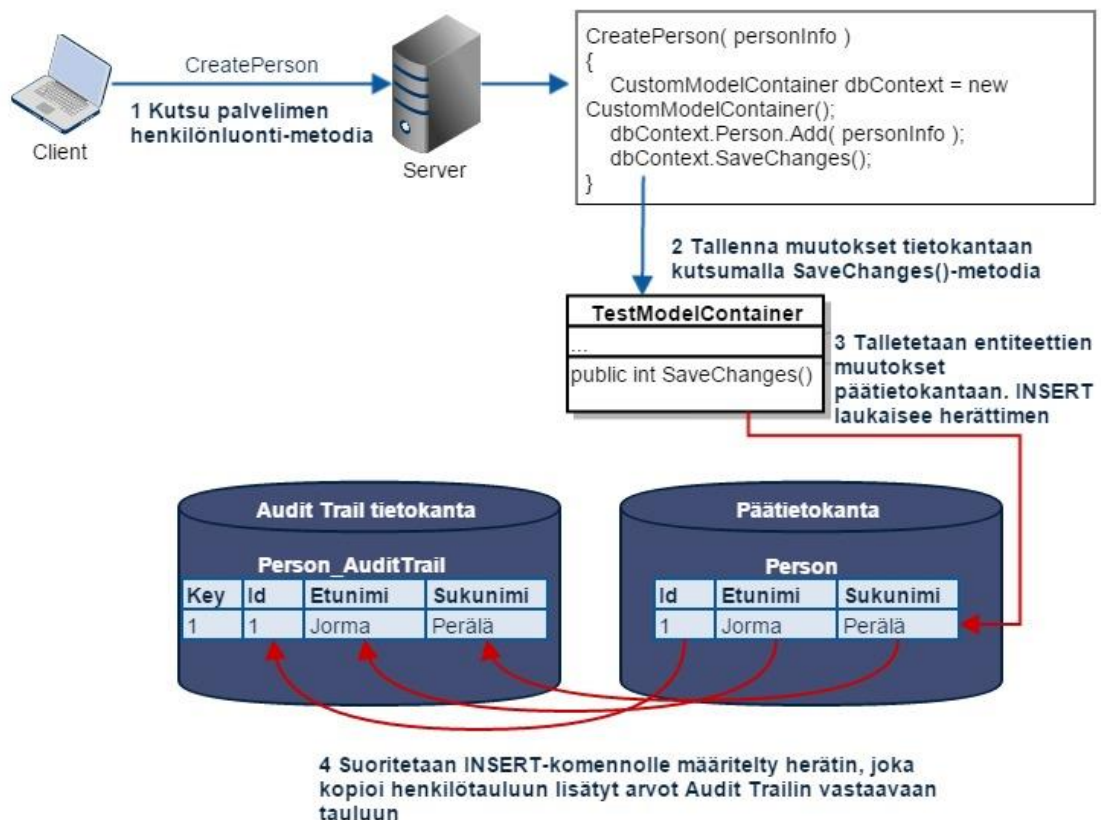 CreatePerson
1 Kutsu palvelimen
henkilönluonti-metodia
Client
Server
CreatePerson( personInfo )
{
CustomModelContainer dbContext = new
CustomModelContainer();
dbContext.Person.Add( personInfo );
dbContext.SaveChanges();
}
2 Tallenna muutokset tietokantaan
kutsumalla SaveChanges()-metodia
TestModelContainer
...
public int SaveChanges()
3 Talletetaan entiteettien
muutokset
päätietokantaan. INSERT
laukaisee herättimen
Audit Trail tietokanta
Person_AuditTrail
Key Id Etunimi Sukunimi
1 1 Jorma Perälä
Päätietokanta
Person
Id Etunimi Sukunimi
1 Jorma Perälä
4 Suoritetaan INSERT-komennolle määritelty herätin, joka
kopioi henkilötauluun lisätyt arvot Audit Trailin vastaavaan
tauluun